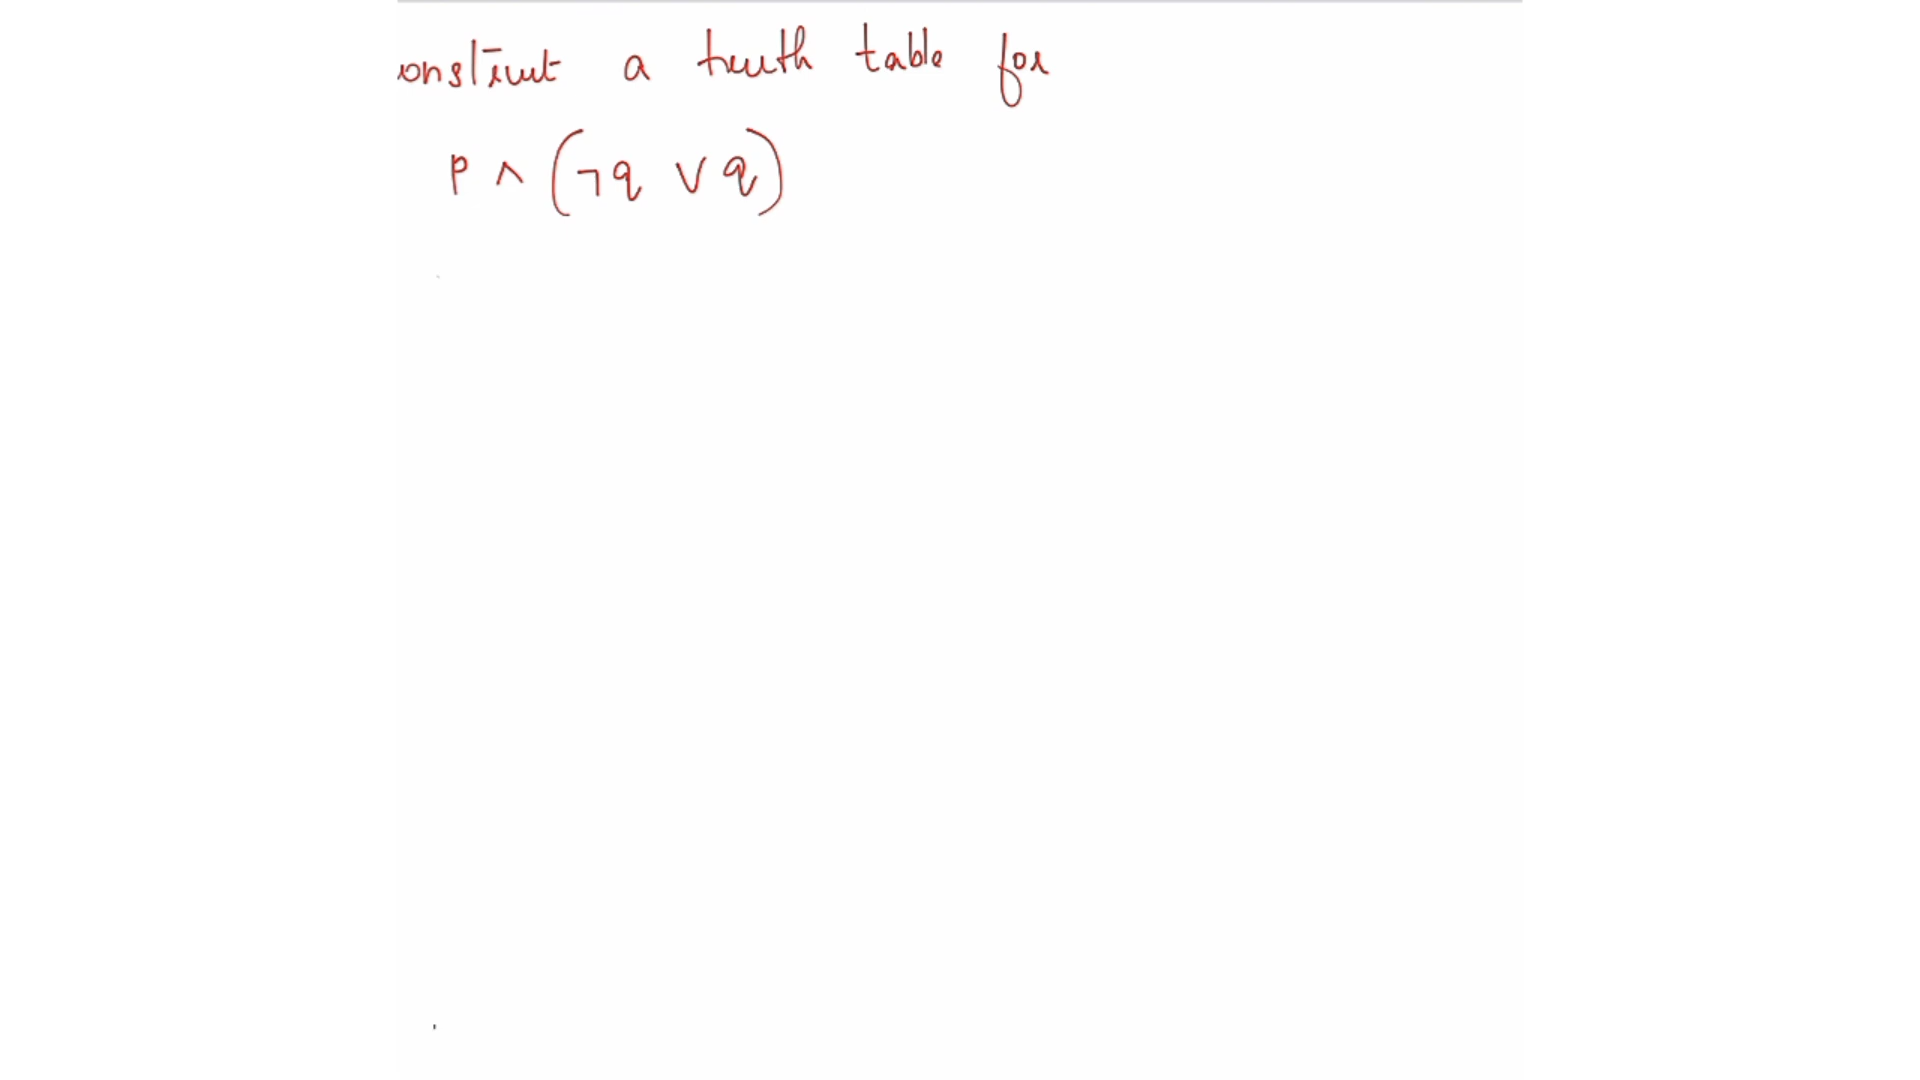 onstruct a truth table for
p ∧ (¬q ∨ q)